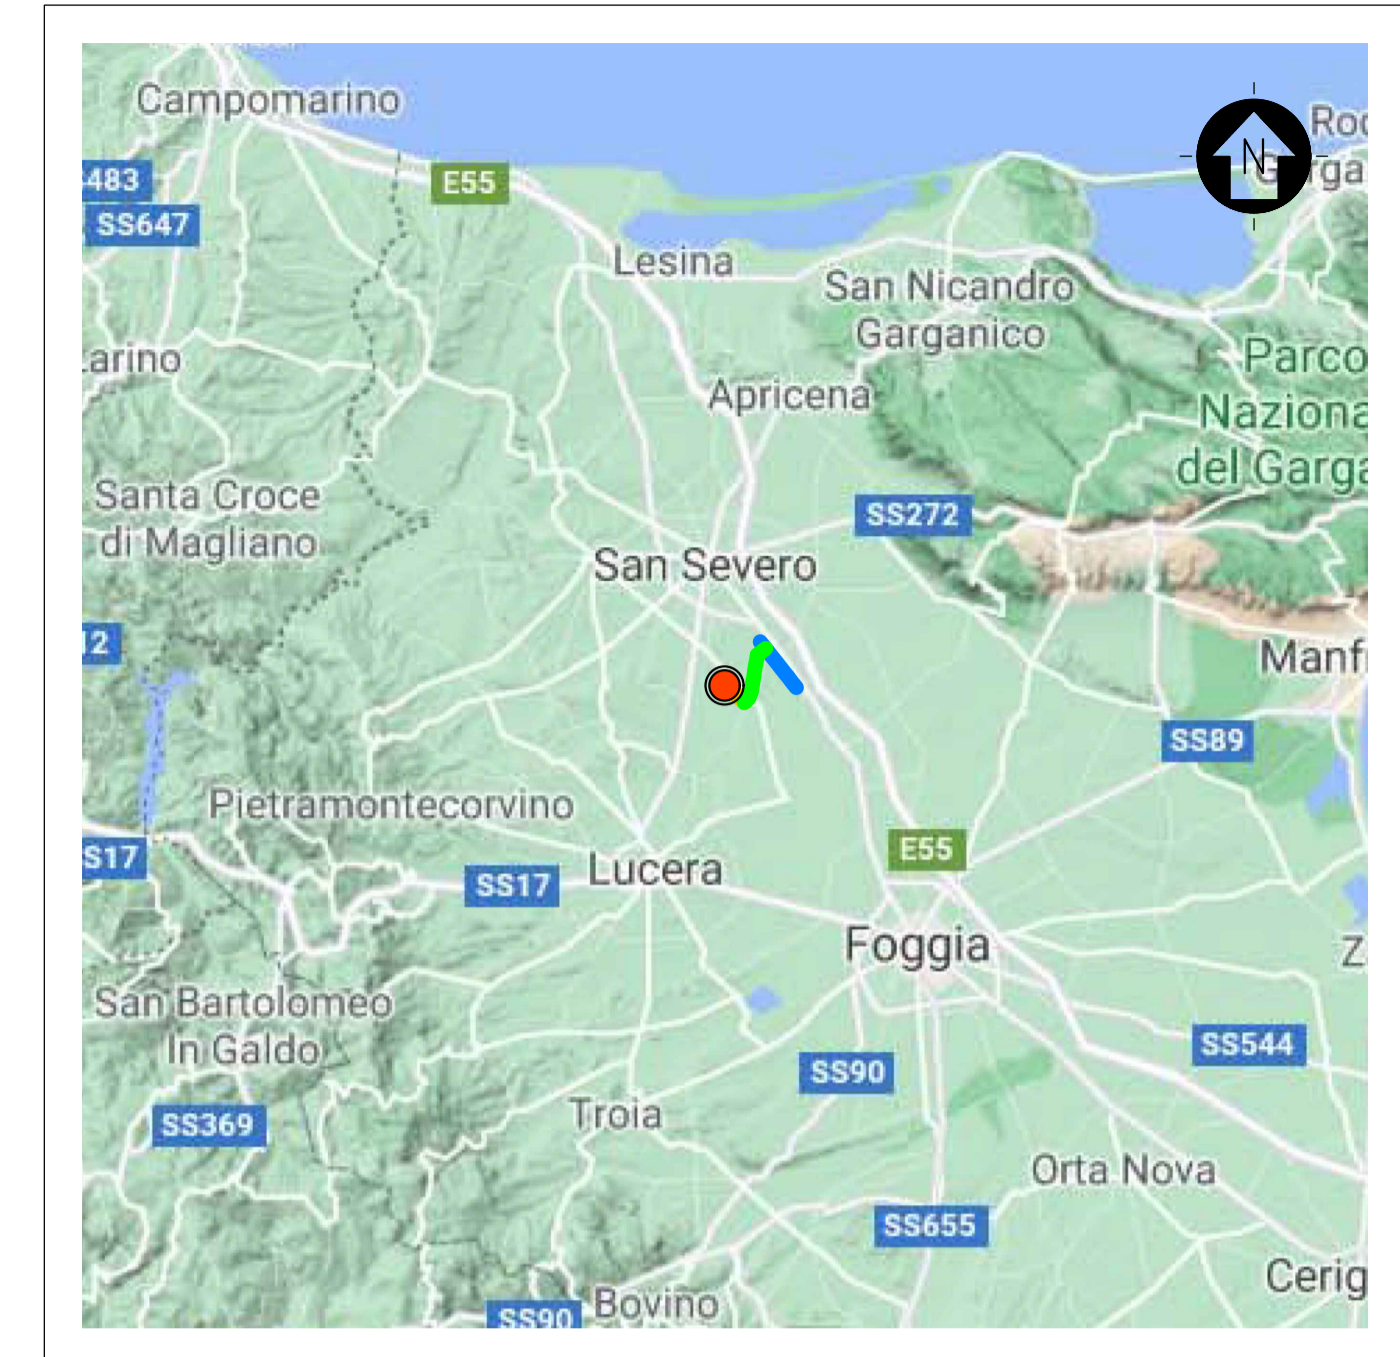 Campomarino
483
E55
SS647
N
Lesina
San Nicandro
Garganico
arino
Parco
Apricena
Naziona
del Garga
Santa Croce
di Magliano
SS272
San Severo
12
Manf
SS89
Pietramontecorvino
E55
S17
Lucera
SS17
Foggia
Z
San Bartolomeo
In Galdo
SS544
SS90
SS369
Troia
Orta Nova
SS655
Cerig
SS90
Bovino